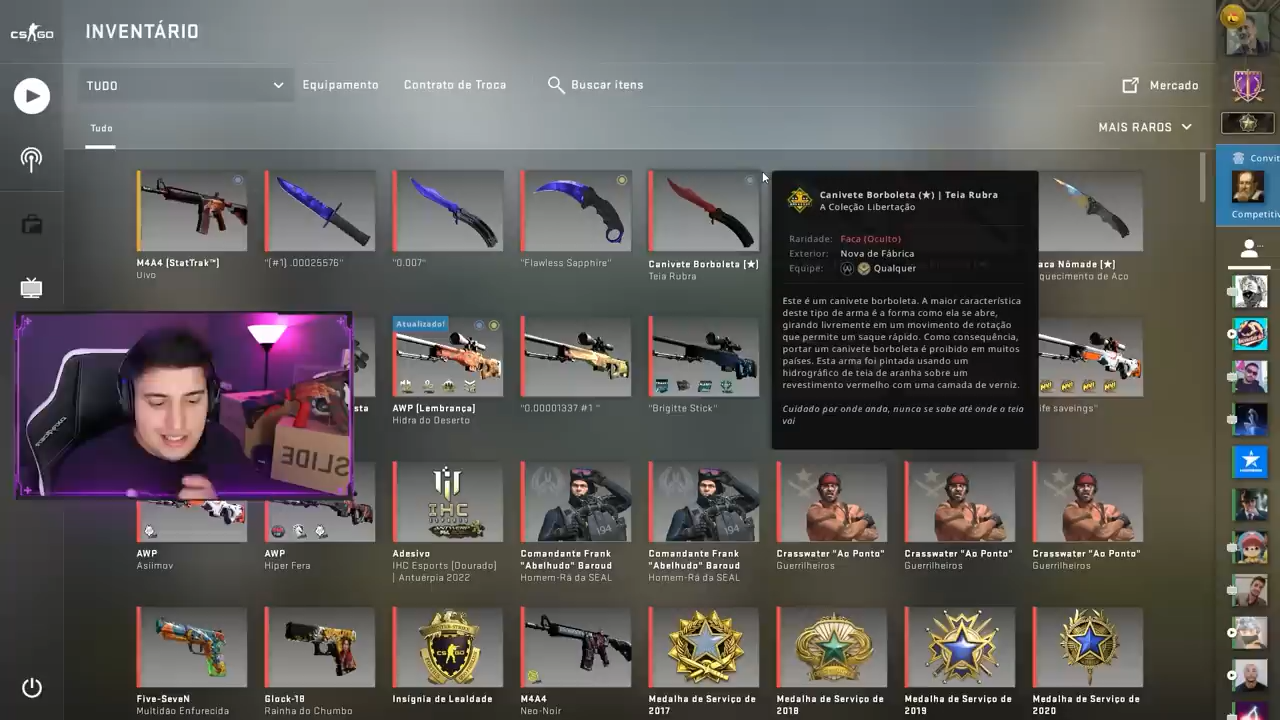 CS GO
INVENTÁRIO
TUDO
Equipamento
Contrato de Troca
Buscar itens
Mercado
Tudo
MAIS RAROS
M4A4 (StatTrak™)
Uivo
"(#1) .00025576"
"0.007"
"Flawless Sapphire"
Canivete Borboleta (★)
Teia Rubra
aca Nômade (★)
quecimento de Aço
Canivete Borboleta (★) | Teia Rubra
A Coleção Libertação
Raridade: Faca (Oculto)
Exterior: Nova de Fábrica
Equipe: Qualquer
Este é um canivete borboleta. A maior característica
deste tipo de arma é a forma como ela se abre,
girando livremente em um movimento de rotação
que permite um saque rápido. Como consequência,
portar um canivete borboleta é proibido em muitos
países. Esta arma foi pintada usando um
hidrográfico de teia de aranha sobre um
revestimento vermelho com uma camada de verniz.
Cuidado por onde anda, nunca se sabe até onde a teia
vai
Convit
Competitiv
Atualizado!
sta
AWP (Lembrança)
Hidra do Deserto
"0.00001337 #1 "
"Brigitte Stick"
ife saveings"
SLIDE
AWP
Asiimov
AWP
Hiper Fera
IHC
Adesivo
IHC Esports (Dourado)
| Antuérpia 2022
194
Comandante Frank
"Abelhudo" Baroud
Homem-Rã da SEAL
194
Comandante Frank
"Abelhudo" Baroud
Homem-Rã da SEAL
Crasswater "Ao Ponto"
Guerrilheiros
Crasswater "Ao Ponto"
Guerrilheiros
Crasswater "Ao Ponto"
Guerrilheiros
Five-SeveN
Multidão Enfurecida
Glock-18
Rainha do Chumbo
CS GO
Insígnia de Lealdade
M4A4
Neo-Noir
Medalha de Serviço de
2017
Medalha de Serviço de
2018
Medalha de Serviço de
2019
Medalha de Serviço de
2020